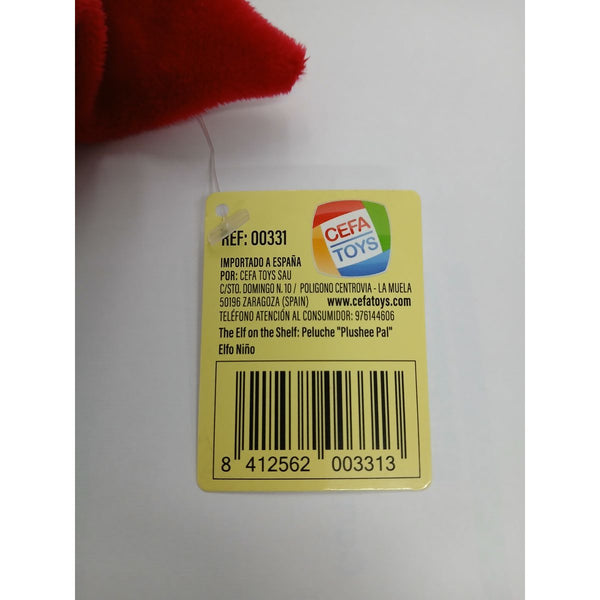 REF: 00331
CEFA
TOYS
IMPORTADO A ESPAÑA
POR: CEFA TOYS SAU
C/STO. DOMINGO N. 10 / POLIGONO CENTROVIA - LA MUELA
50196 ZARAGOZA (SPAIN) www.cefatoys.com
TELÉFONO ATENCIÓN AL CONSUMIDOR: 976144606
The Elf on the Shelf: Peluche "Plushee Pal"
Elfo Niño
8 412562 003313